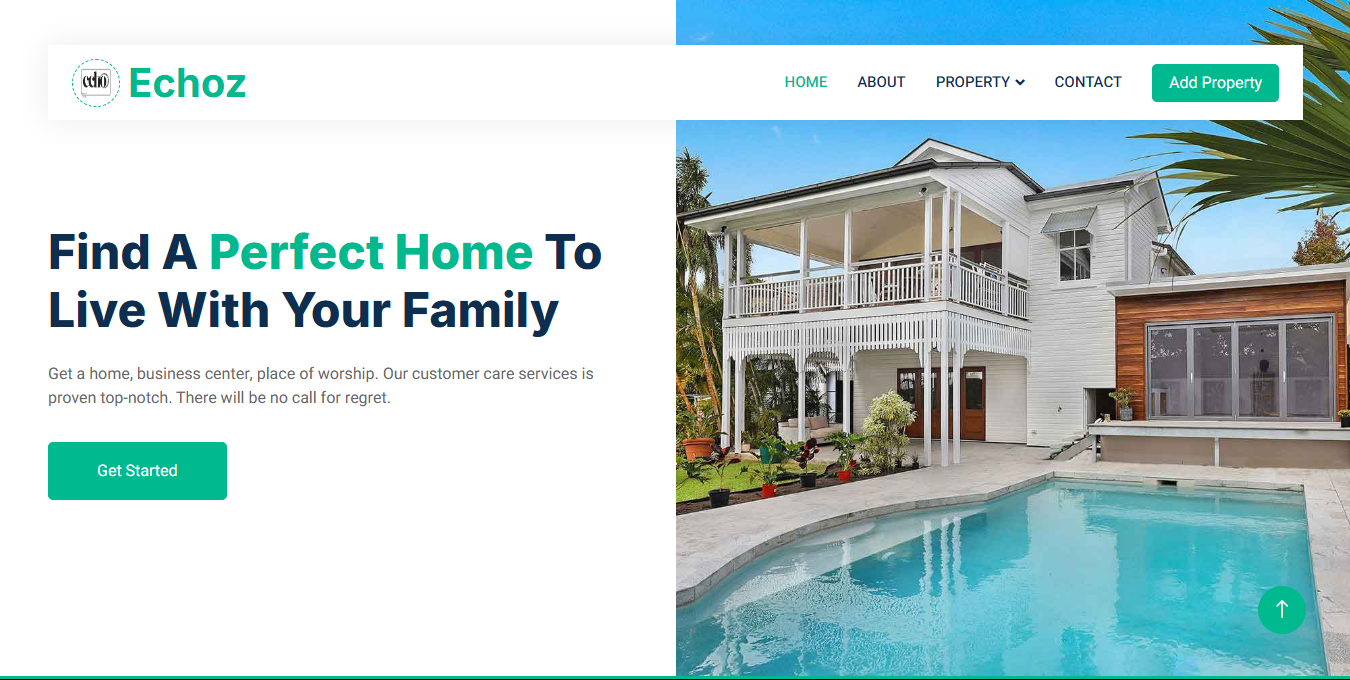 echo
Echoz
HOME ABOUT PROPERTY CONTACT Add Property
Find A Perfect Home To
Live With Your Family
Get a home, business center, place of worship. Our customer care services is
proven top-notch. There will be no call for regret.
Get Started